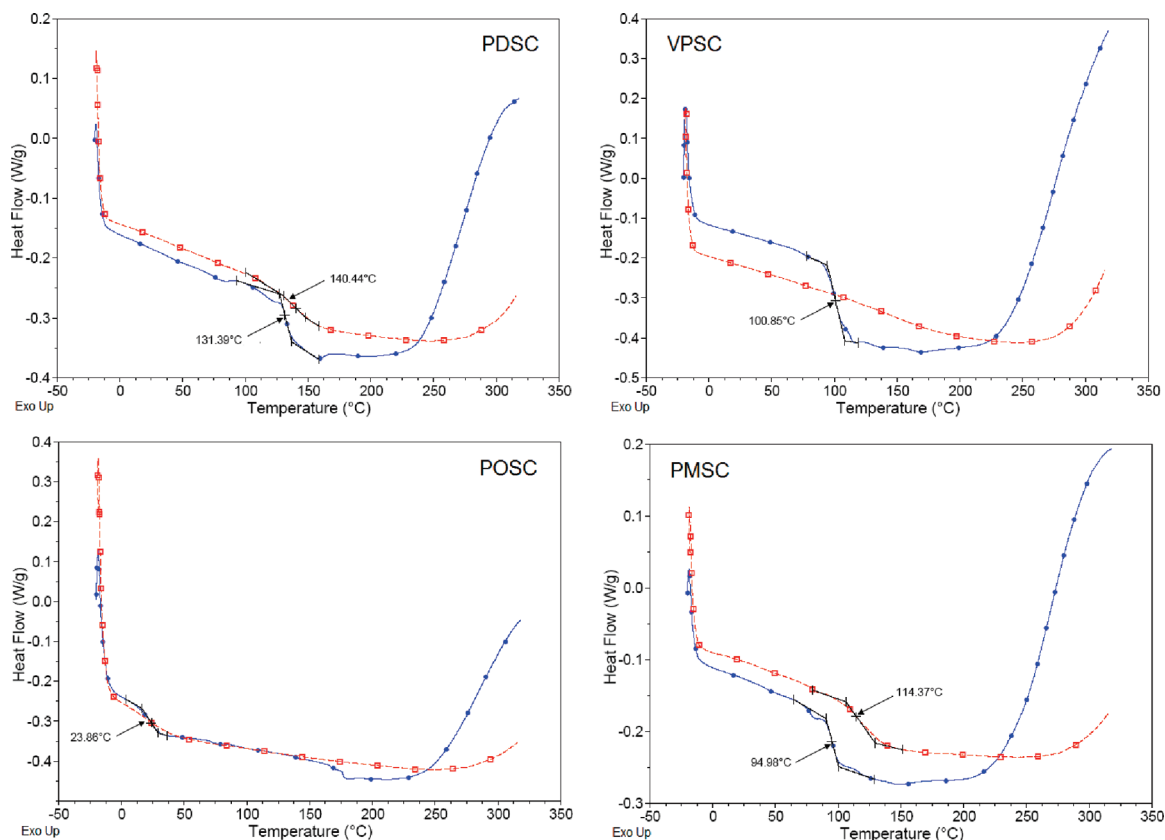 PDSC
0.2
0.1
0.0
-0.1
-0.2
-0.3
-0.4
Heat Flow (W/g)
140.44°C
131.39°C
-50 0 50 100 150 200 250 300 350
Exo Up
Temperature (°C)
VPSC
0.4
0.3
0.2
0.1
0.0
-0.1
-0.2
-0.3
-0.4
-0.5
Heat Flow (W/g)
100.85°C
-50 0 50 100 150 200 250 300 350
Exo Up
Temperature (°C)
POSC
0.4
0.3
0.2
0.1
0.0
-0.1
-0.2
-0.3
-0.4
Heat Flow (W/g)
23.86°C
-50 0 50 100 150 200 250 300 350
Exo Up
Temperature (°C)
PMSC
0.2
0.1
0.0
-0.1
-0.2
-0.3
Heat Flow (W/g)
114.37°C
94.98°C
-50 0 50 100 150 200 250 300 350
Exo Up
Temperature (°C)